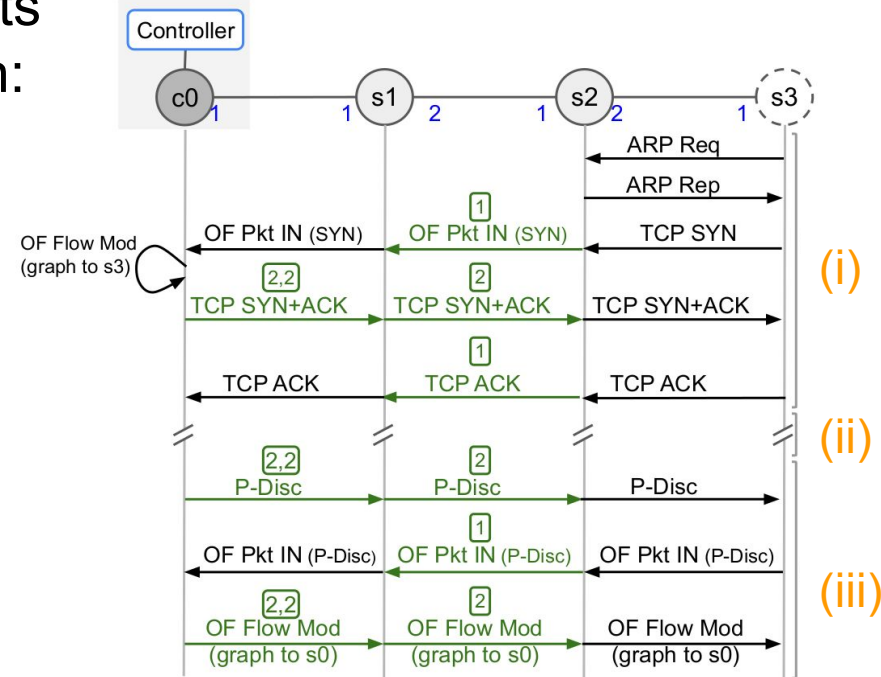 ts
n:
Controller
c0 s1 s2 s3
1 1 2 1 2 1
ARP Req
ARP Rep
1
OF Pkt IN (SYN) OF Pkt IN (SYN) TCP SYN
OF Flow Mod
(graph to s3)
(i)
2,2 2
TCP SYN+ACK TCP SYN+ACK TCP SYN+ACK
1
TCP ACK TCP ACK TCP ACK
(ii)
2,2 2
P-Disc P-Disc P-Disc
1
OF Pkt IN (P-Disc) OF Pkt IN (P-Disc) OF Pkt IN (P-Disc)
(iii)
2,2 2
OF Flow Mod OF Flow Mod OF Flow Mod
(graph to s0) (graph to s0) (graph to s0)